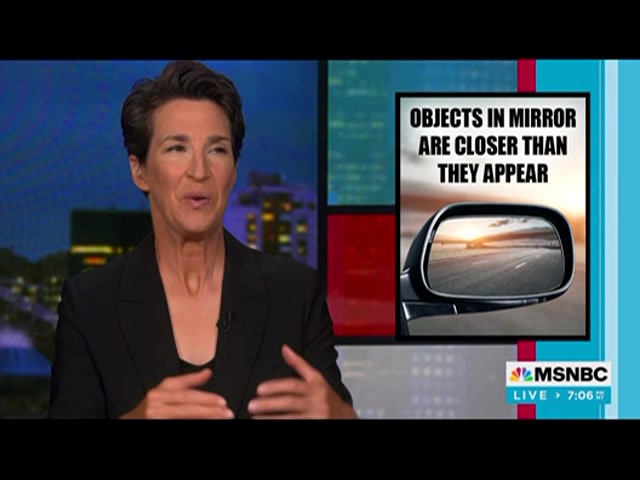 OBJECTS IN MIRROR
ARE CLOSER THAN
THEY APPEAR
MSNBC
LIVE 7:06